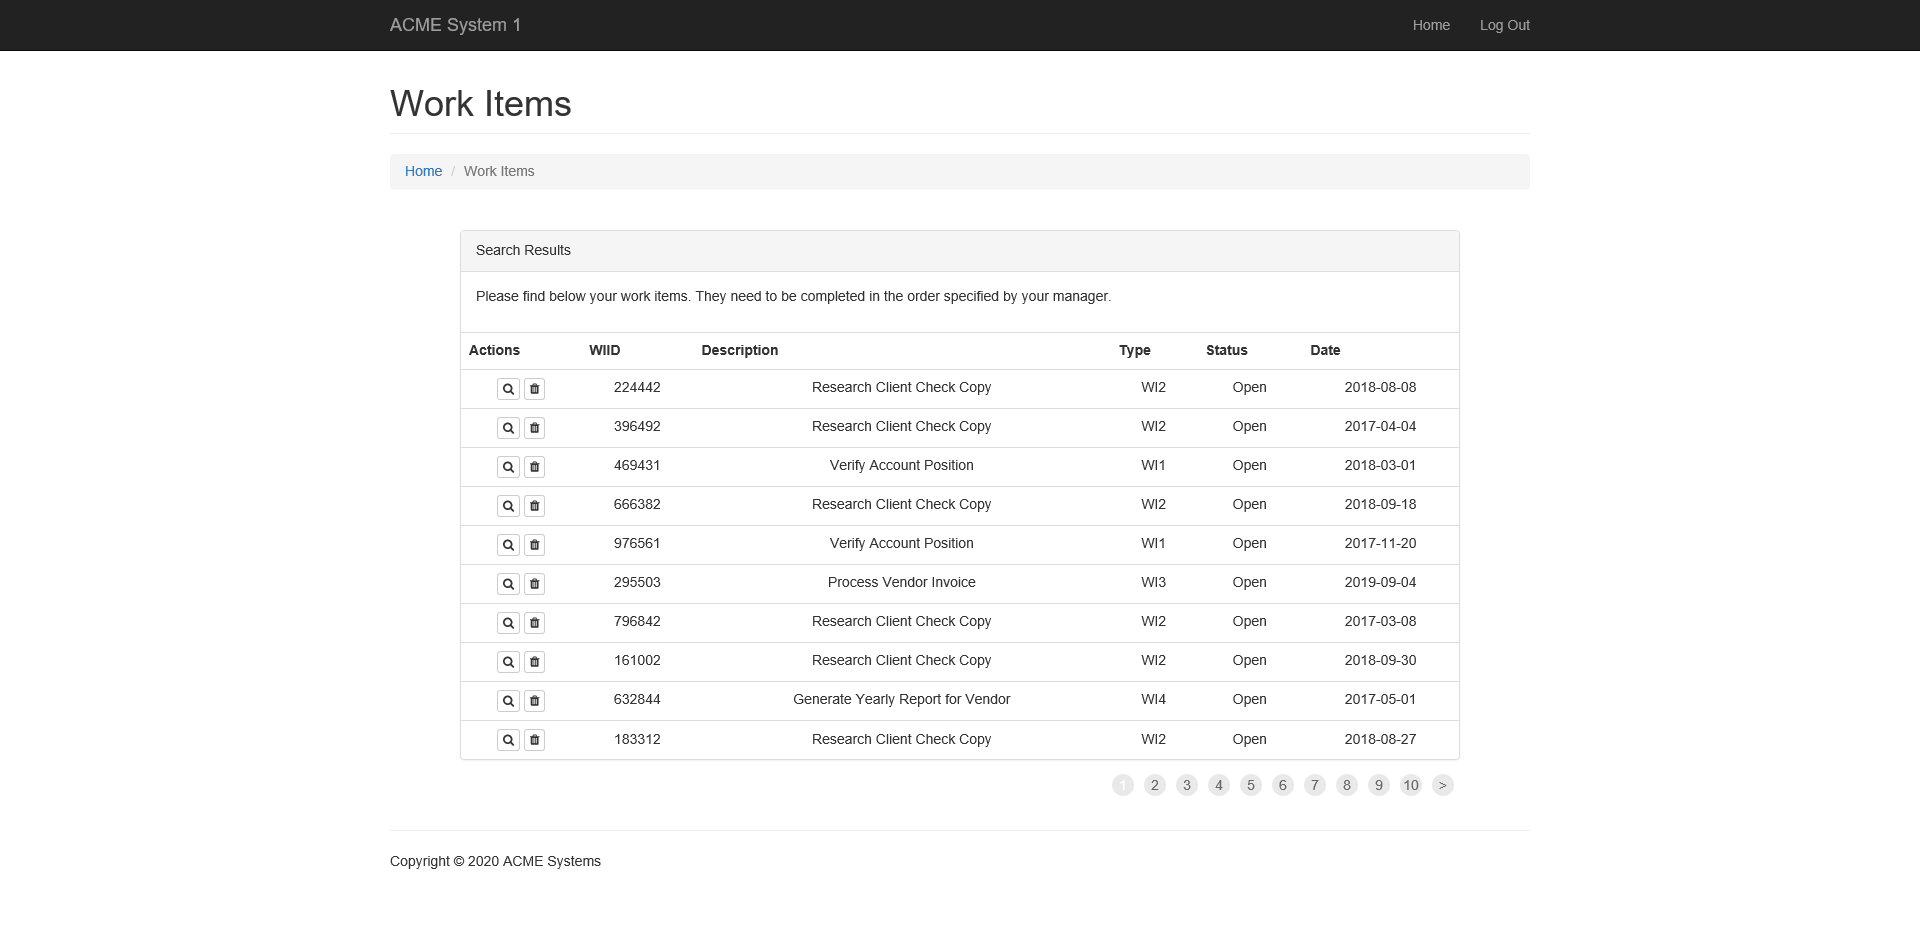 ACME System 1 Home Log Out
Work Items
Home / Work Items
Search Results
Please find below your work items. They need to be completed in the order specified by your manager.
Actions WIID Description Type Status Date
224442 Research Client Check Copy WI2 Open 2018-08-08
396492 Research Client Check Copy WI2 Open 2017-04-04
469431 Verify Account Position WI1 Open 2018-03-01
666382 Research Client Check Copy WI2 Open 2018-09-18
976561 Verify Account Position WI1 Open 2017-11-20
295503 Process Vendor Invoice WI3 Open 2019-09-04
796842 Research Client Check Copy WI2 Open 2017-03-08
161002 Research Client Check Copy WI2 Open 2018-09-30
632844 Generate Yearly Report for Vendor WI4 Open 2017-05-01
183312 Research Client Check Copy WI2 Open 2018-08-27
1 2 3 4 5 6 7 8 9 10 >
Copyright © 2020 ACME Systems